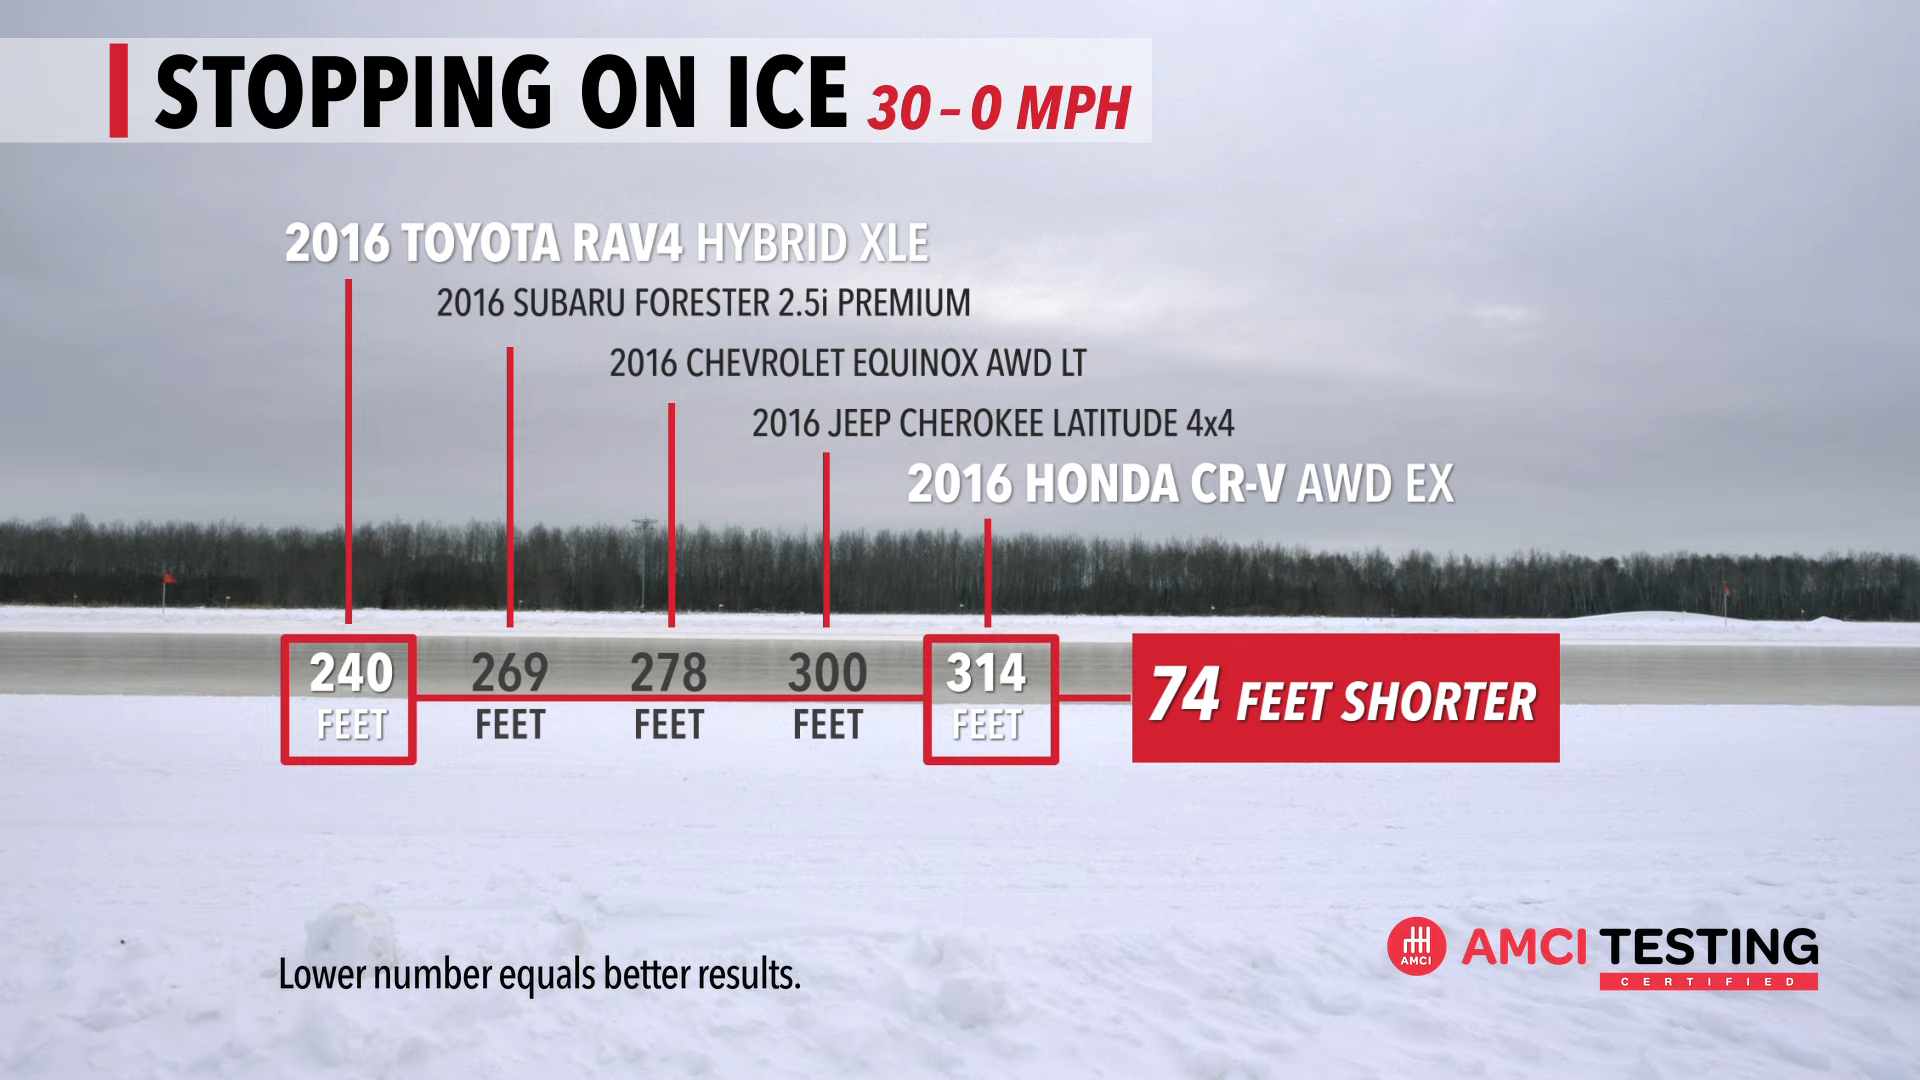 STOPPING ON ICE 30 – 0 MPH
2016 TOYOTA RAV4 HYBRID XLE
2016 SUBARU FORESTER 2.5i PREMIUM
2016 CHEVROLET EQUINOX AWD LT
2016 JEEP CHEROKEE LATITUDE 4x4
2016 HONDA CR-V AWD EX
240 FEET
269 FEET
278 FEET
300 FEET
314 FEET
74 FEET SHORTER
Lower number equals better results.
AMCI
AMCI TESTING
CERTIFIED